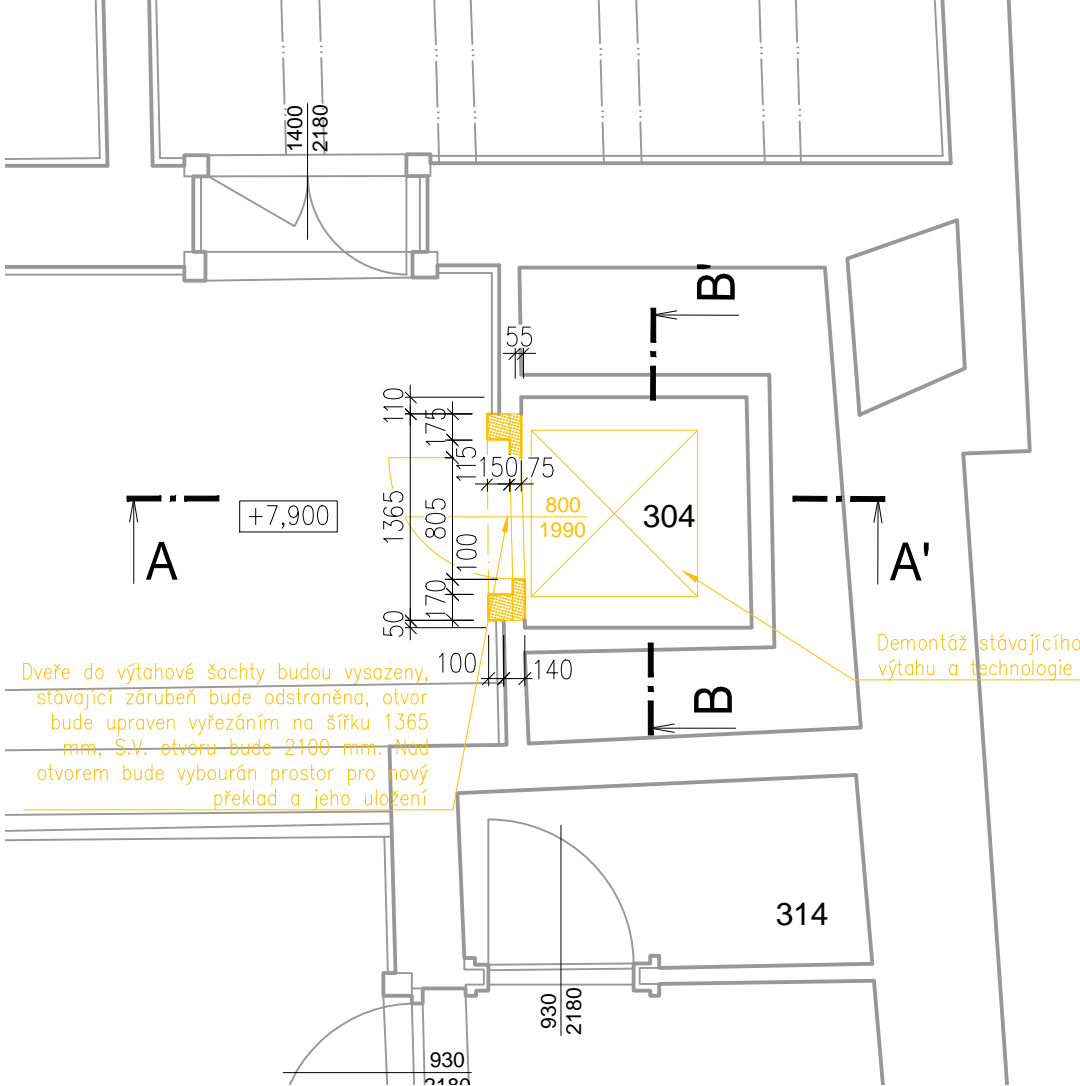 1400
2180
B'
55
110
175
115
150
75
1365
805
100
170
50
800
1990
304
+7,900
A
A'
100
140
B
Dveře do výtahové šachty budou vysazeny,
stávající zárubeň bude odstraněna, otvor
bude upraven vyřezáním na šířku 1365
mm, S.V. otvoru bude 2100 mm. Nad
otvorem bude vybourán prostor pro nový
překlad a jeho uložení
Demontáž stávajícího
výtahu a technologie
314
930
2180
930
2180